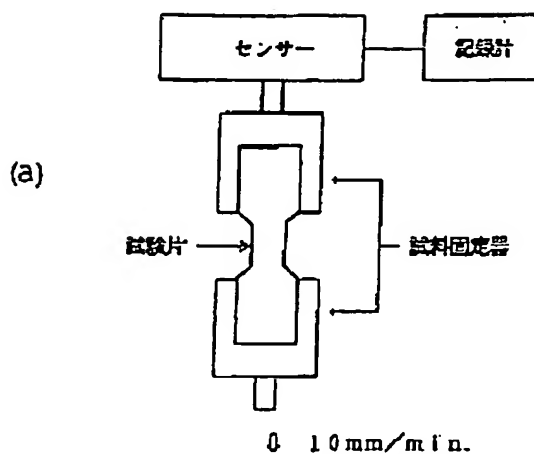 センサー
記録計
(a)
試験片
試料固定器
⇩ 10mm/min.